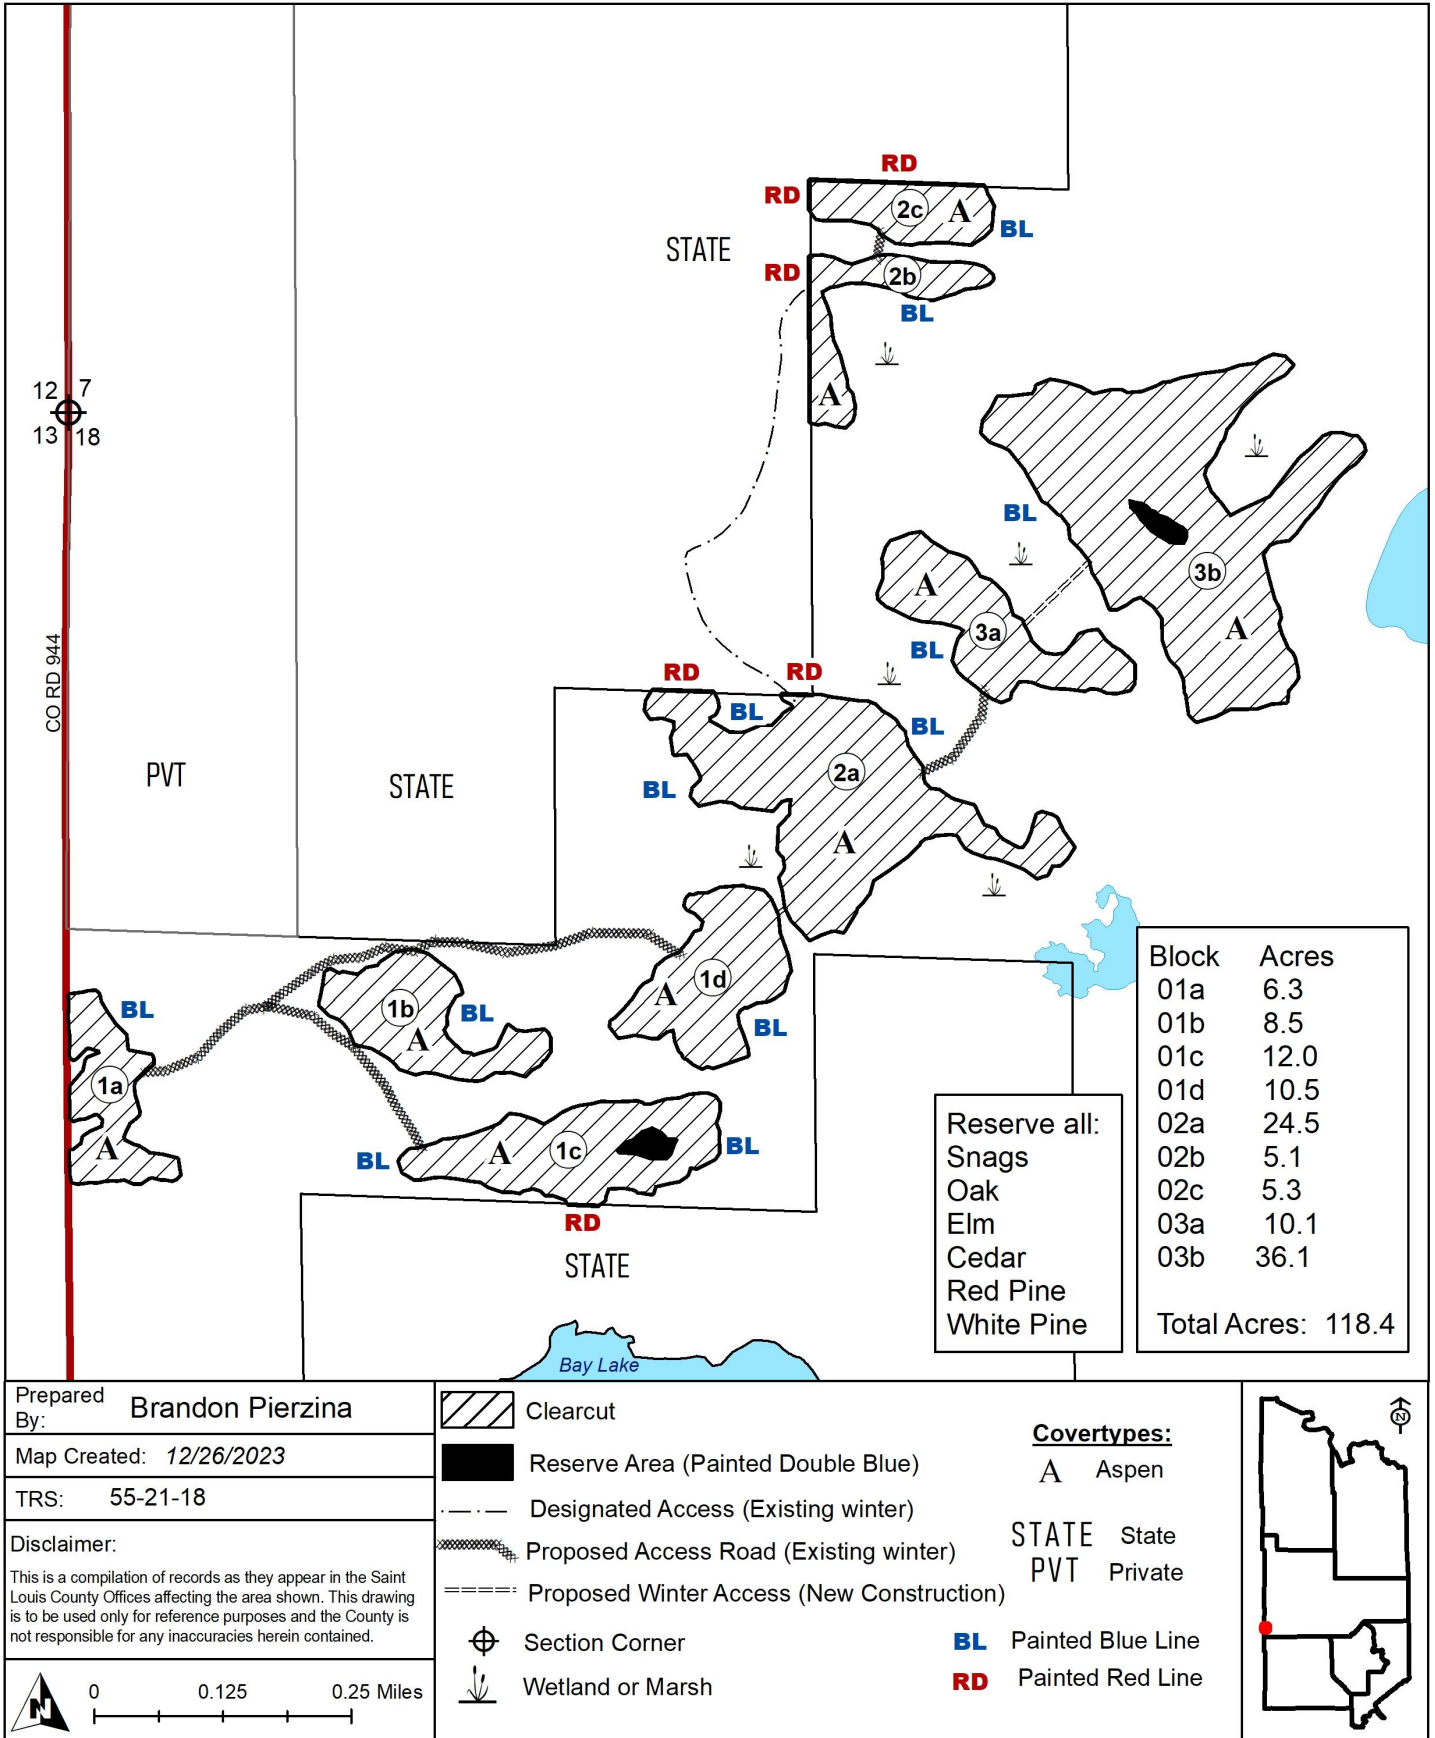 RD
RD
2c
A
BL
STATE
RD
2b
BL
A
12 7
13 18
BL
3b
A
A
3a
BL
CO RD 944
RD
RD
BL
BL
2a
BL
A
PVT
STATE
1d
A
BL
1b
BL
A
BL
1a
A
BL
A
1c
BL
RD
STATE
Bay Lake
Reserve all:
Snags
Oak
Elm
Cedar
Red Pine
White Pine
Block Acres
01a 6.3
01b 8.5
01c 12.0
01d 10.5
02a 24.5
02b 5.1
02c 5.3
03a 10.1
03b 36.1
Total Acres: 118.4
Prepared
By: Brandon Pierzina
Map Created: 12/26/2023
TRS: 55-21-18
Disclaimer:
This is a compilation of records as they appear in the Saint
Louis County Offices affecting the area shown. This drawing
is to be used only for reference purposes and the County is
not responsible for any inaccuracies herein contained.
N
0 0.125 0.25 Miles
Clearcut
Reserve Area (Painted Double Blue)
Designated Access (Existing winter)
Proposed Access Road (Existing winter)
Proposed Winter Access (New Construction)
Section Corner
Wetland or Marsh
Covertypes:
A Aspen
STATE State
PVT Private
BL Painted Blue Line
RD Painted Red Line
N